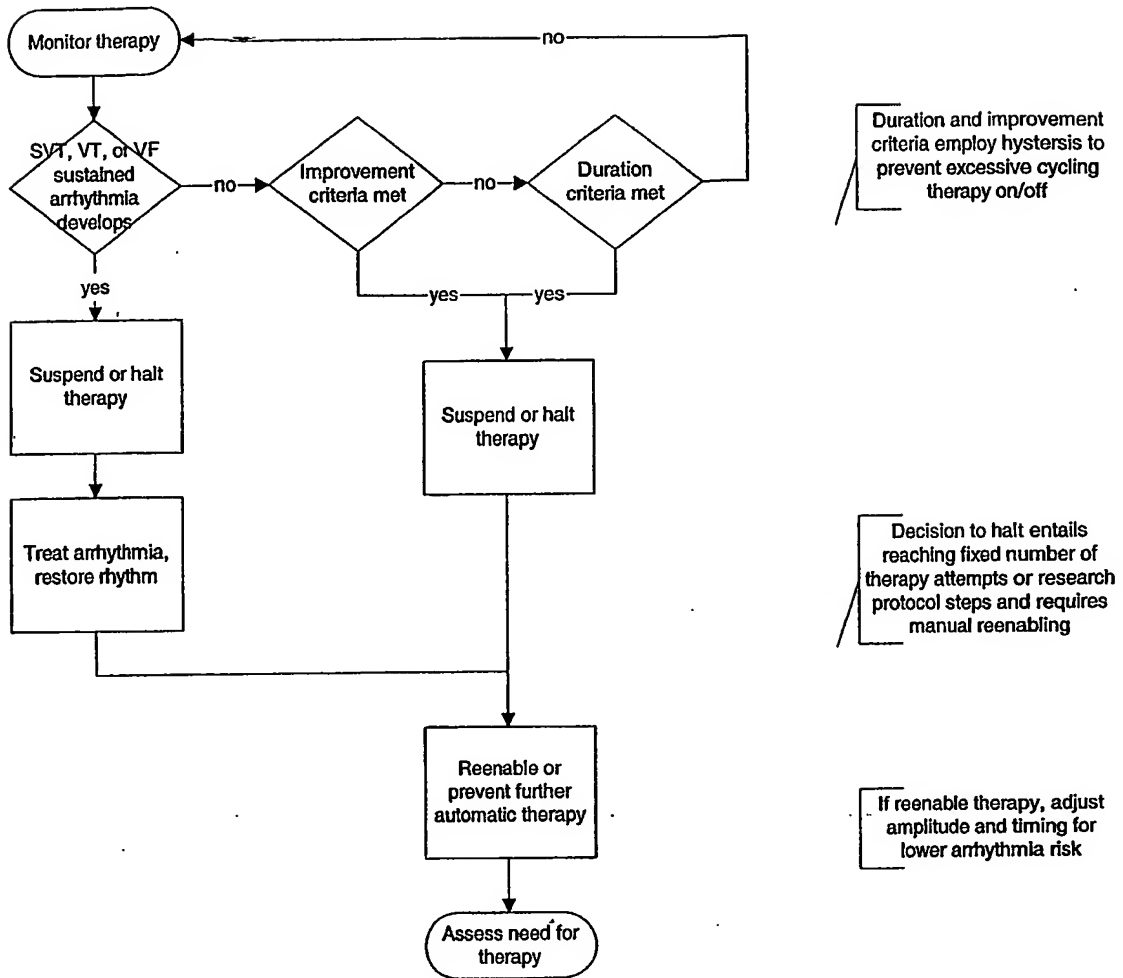 Monitor therapy
no
SVT, VT, or VF
sustained
arrhythmia
develops
no
Improvement
criteria met
no
Duration
criteria met
Duration and improvement
criteria employ hystersis to
prevent excessive cycling
therapy on/off
yes
yes
yes
Suspend or halt
therapy
Suspend or halt
therapy
Treat arrhythmia,
restore rhythm
Decision to halt entails
reaching fixed number of
therapy attempts or research
protocol steps and requires
manual reenabling
Reenable or
prevent further
automatic therapy
If reenable therapy, adjust
amplitude and timing for
lower arrhythmia risk
Assess need for
therapy